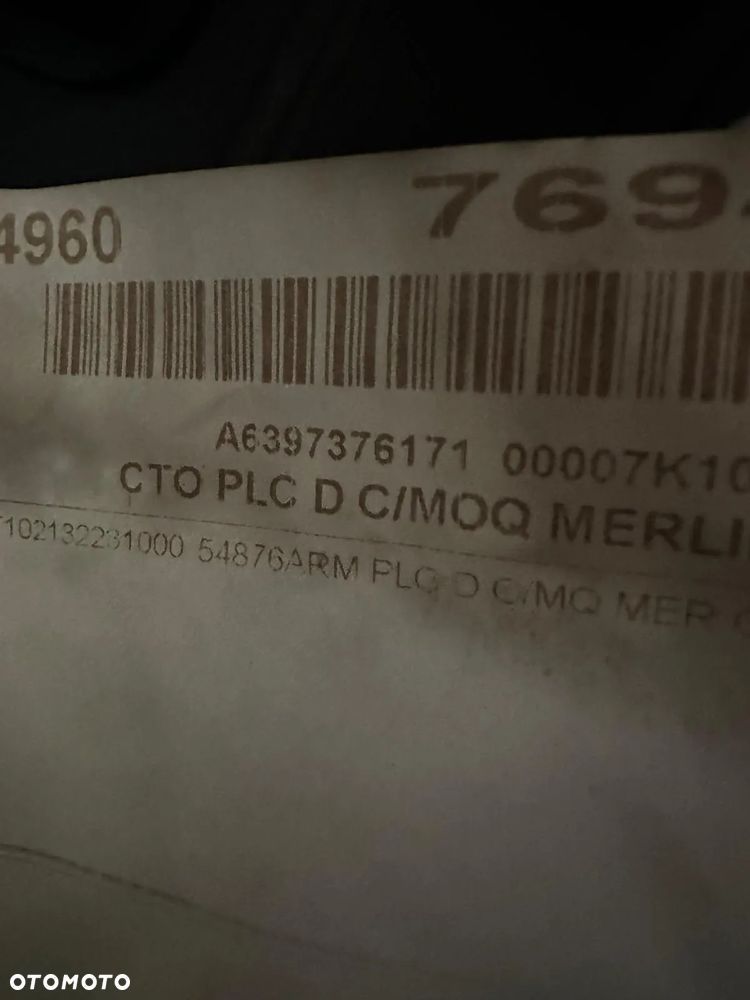 4960 769
A6397376171 00007K10
CTO PLC D C/MOQ MERLI
102132231000 54876ARM PLC D C/MQ MER
OTOMOTO